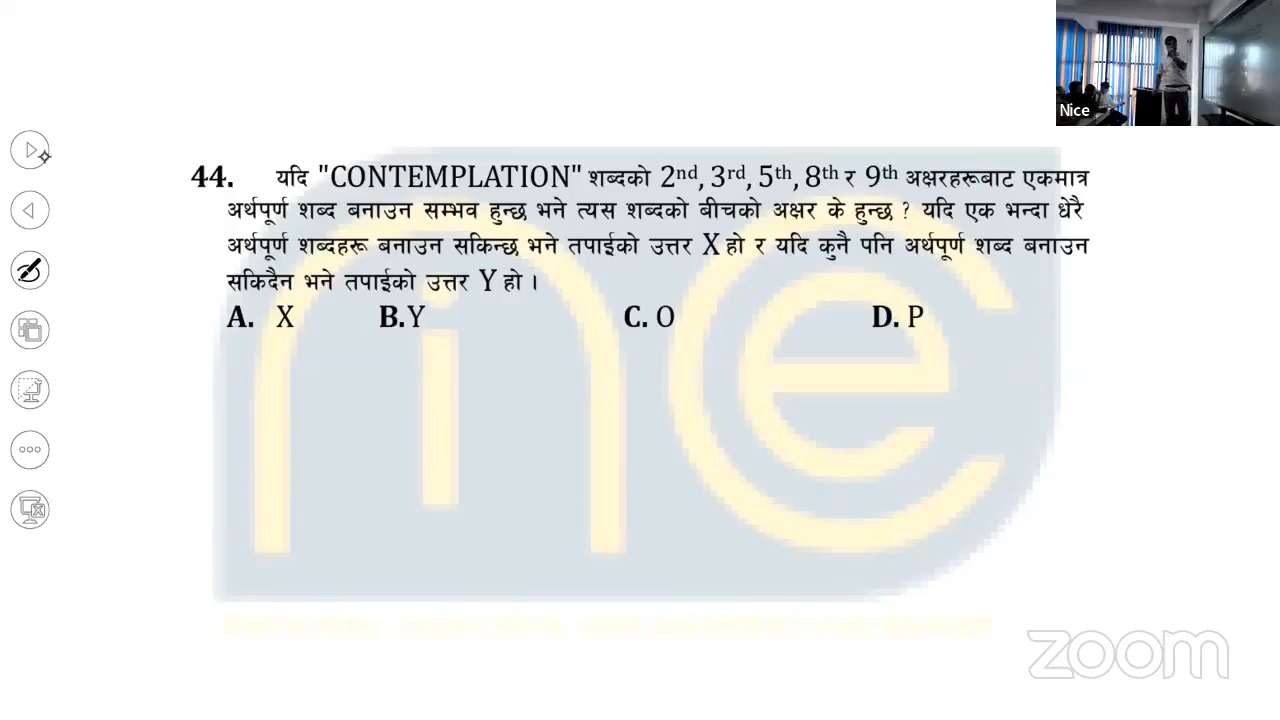 Nice
44. यदि "CONTEMPLATION" शब्दको 2nd, 3rd, 5th, 8th र 9th अक्षरहरूबाट एकमात्र
अर्थपूर्ण शब्द बनाउन सम्भव हुन्छ भने त्यस शब्दको बीचको अक्षर के हुन्छ ? यदि एक भन्दा धेरै
अर्थपूर्ण शब्दहरू बनाउन सकिन्छ भने तपाईको उत्तर X हो र यदि कुनै पनि अर्थपूर्ण शब्द बनाउन
सकिदैन भने तपाईको उत्तर Y हो ।
A. X B.Y C. O D. P
zoom